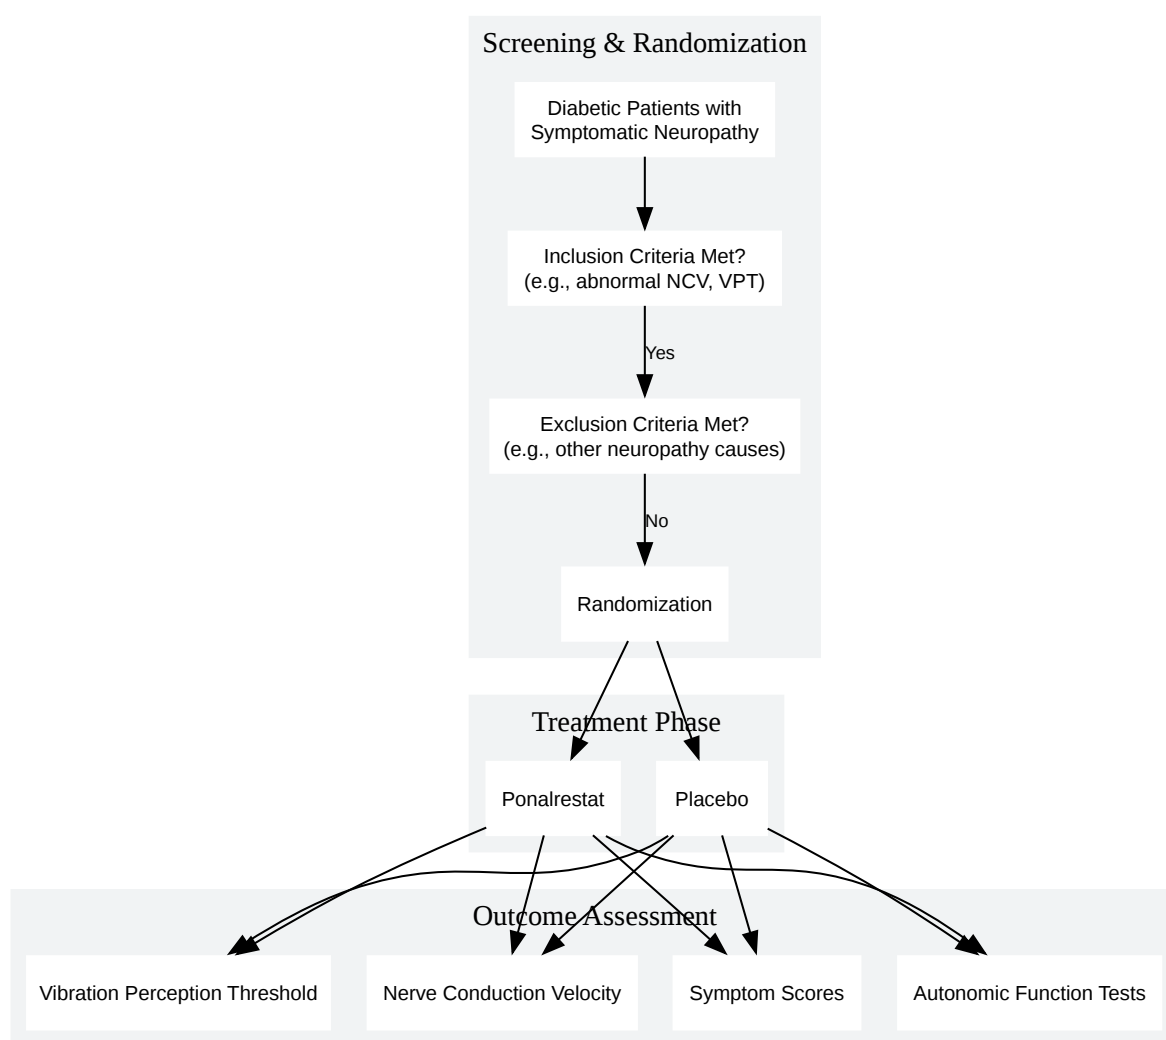 Screening & Randomization
Diabetic Patients with
Symptomatic Neuropathy
Inclusion Criteria Met?
(e.g., abnormal NCV, VPT)
Yes
Exclusion Criteria Met?
(e.g., other neuropathy causes)
No
Randomization
Treatment Phase
Ponalrestat
Placebo
Outcome Assessment
Vibration Perception Threshold
Nerve Conduction Velocity
Symptom Scores
Autonomic Function Tests